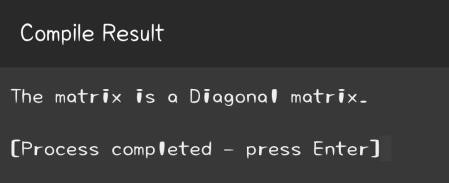 Compile Result
The matrix is a Diagonal matrix.
[Process completed - press Enter]